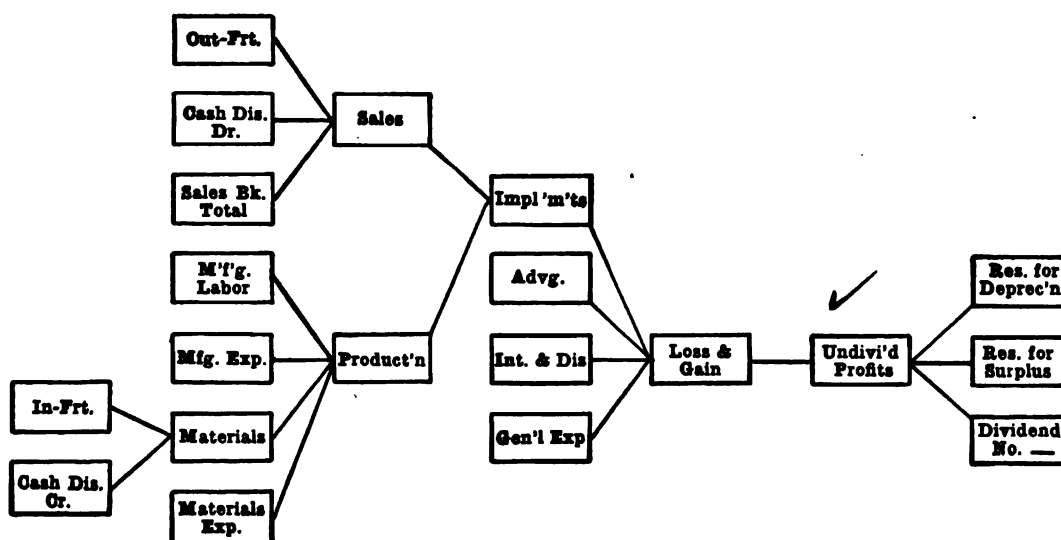 Out-Frt.
Cash Dis.
Dr.
Sales Bk.
Total
Sales
M'f'g.
Labor
Mfg. Exp.
Product'n
In-Frt.
Cash Dis.
Cr.
Materials
Materials
Exp.
Impl'm'ts
Advg.
Int. & Dis
Gen'l Exp
Loss &
Gain
Undivi'd
Profits
Res. for
Deprec'n
Res. for
Surplus
Dividend
No. —